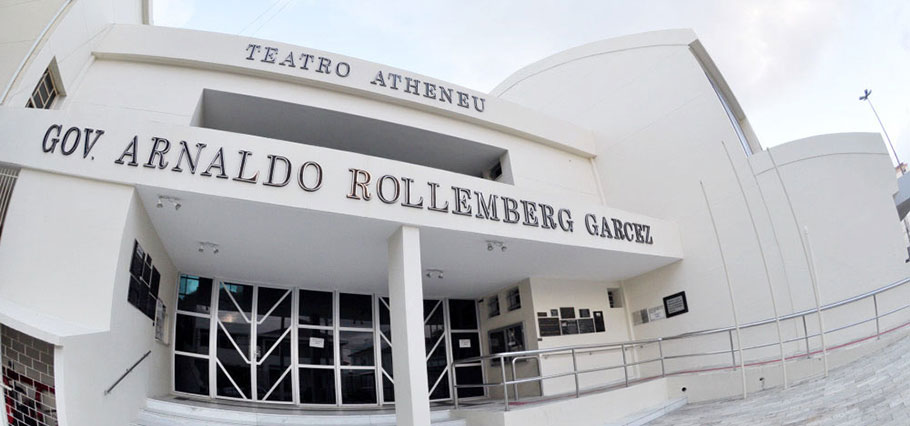 TEATRO ATHENEU
GOV. ARNALDO ROLLEMBERG GARCEZ